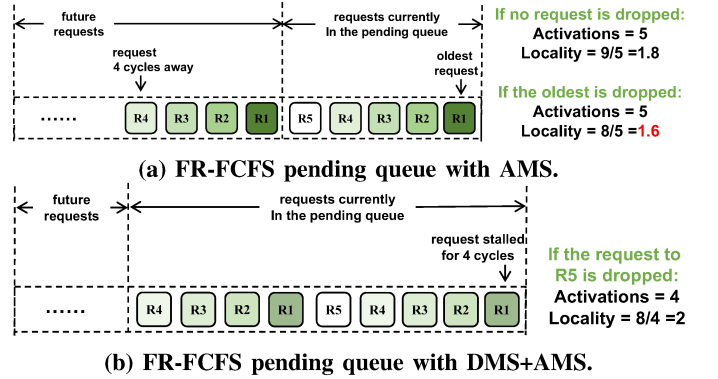 future
requests
requests currently
In the pending queue
request
4 cycles away
oldest
request
...... R4 R3 R2 R1 R5 R4 R3 R2 R1
If no request is dropped:
Activations = 5
Locality = 9/5 =1.8
If the oldest is dropped:
Activations = 5
Locality = 8/5 =1.6
(a) FR-FCFS pending queue with AMS.
future
requests
requests currently
In the pending queue
request stalled
for 4 cycles
...... R4 R3 R2 R1 R5 R4 R3 R2 R1
If the request to
R5 is dropped:
Activations = 4
Locality = 8/4 =2
(b) FR-FCFS pending queue with DMS+AMS.